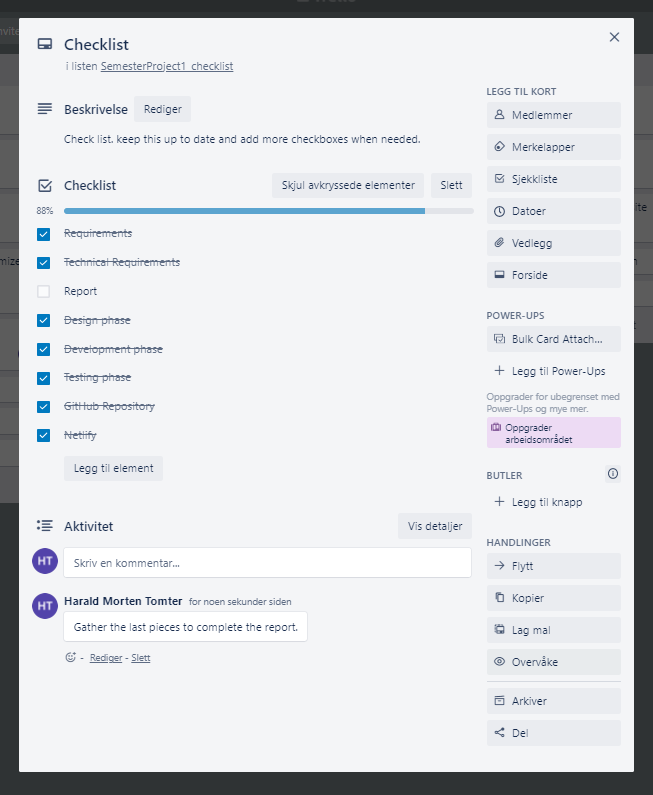 Checklist
i listen SemesterProject1_checklist
Beskrivelse
Rediger
Check list, keep this up to date and add more checkboxes when needed.
Checklist
Skjul avkryssede elementer
Slett
88%
Requirements
Technical Requirements
Report
Design phase
Development phase
Testing phase
GitHub Repository
Netlify
Legg til element
Aktivitet
Vis detaljer
HT
Skriv en kommentar...
HT
Harald Morten Tomter for noen sekunder siden
Gather the last pieces to complete the report.
- Rediger - Slett
LEGG TIL KORT
Medlemmer
Merkelapper
Sjekkliste
Datoer
Vedlegg
Forside
POWER-UPS
Bulk Card Attach...
+ Legg til Power-Ups
Oppgrader for ubegrenset med
Power-Ups og mye mer.
Oppgrader
arbeidsområdet
BUTLER
+ Legg til knapp
HANDLINGER
Flytt
Kopier
Lag mal
Overvåke
Arkiver
Del